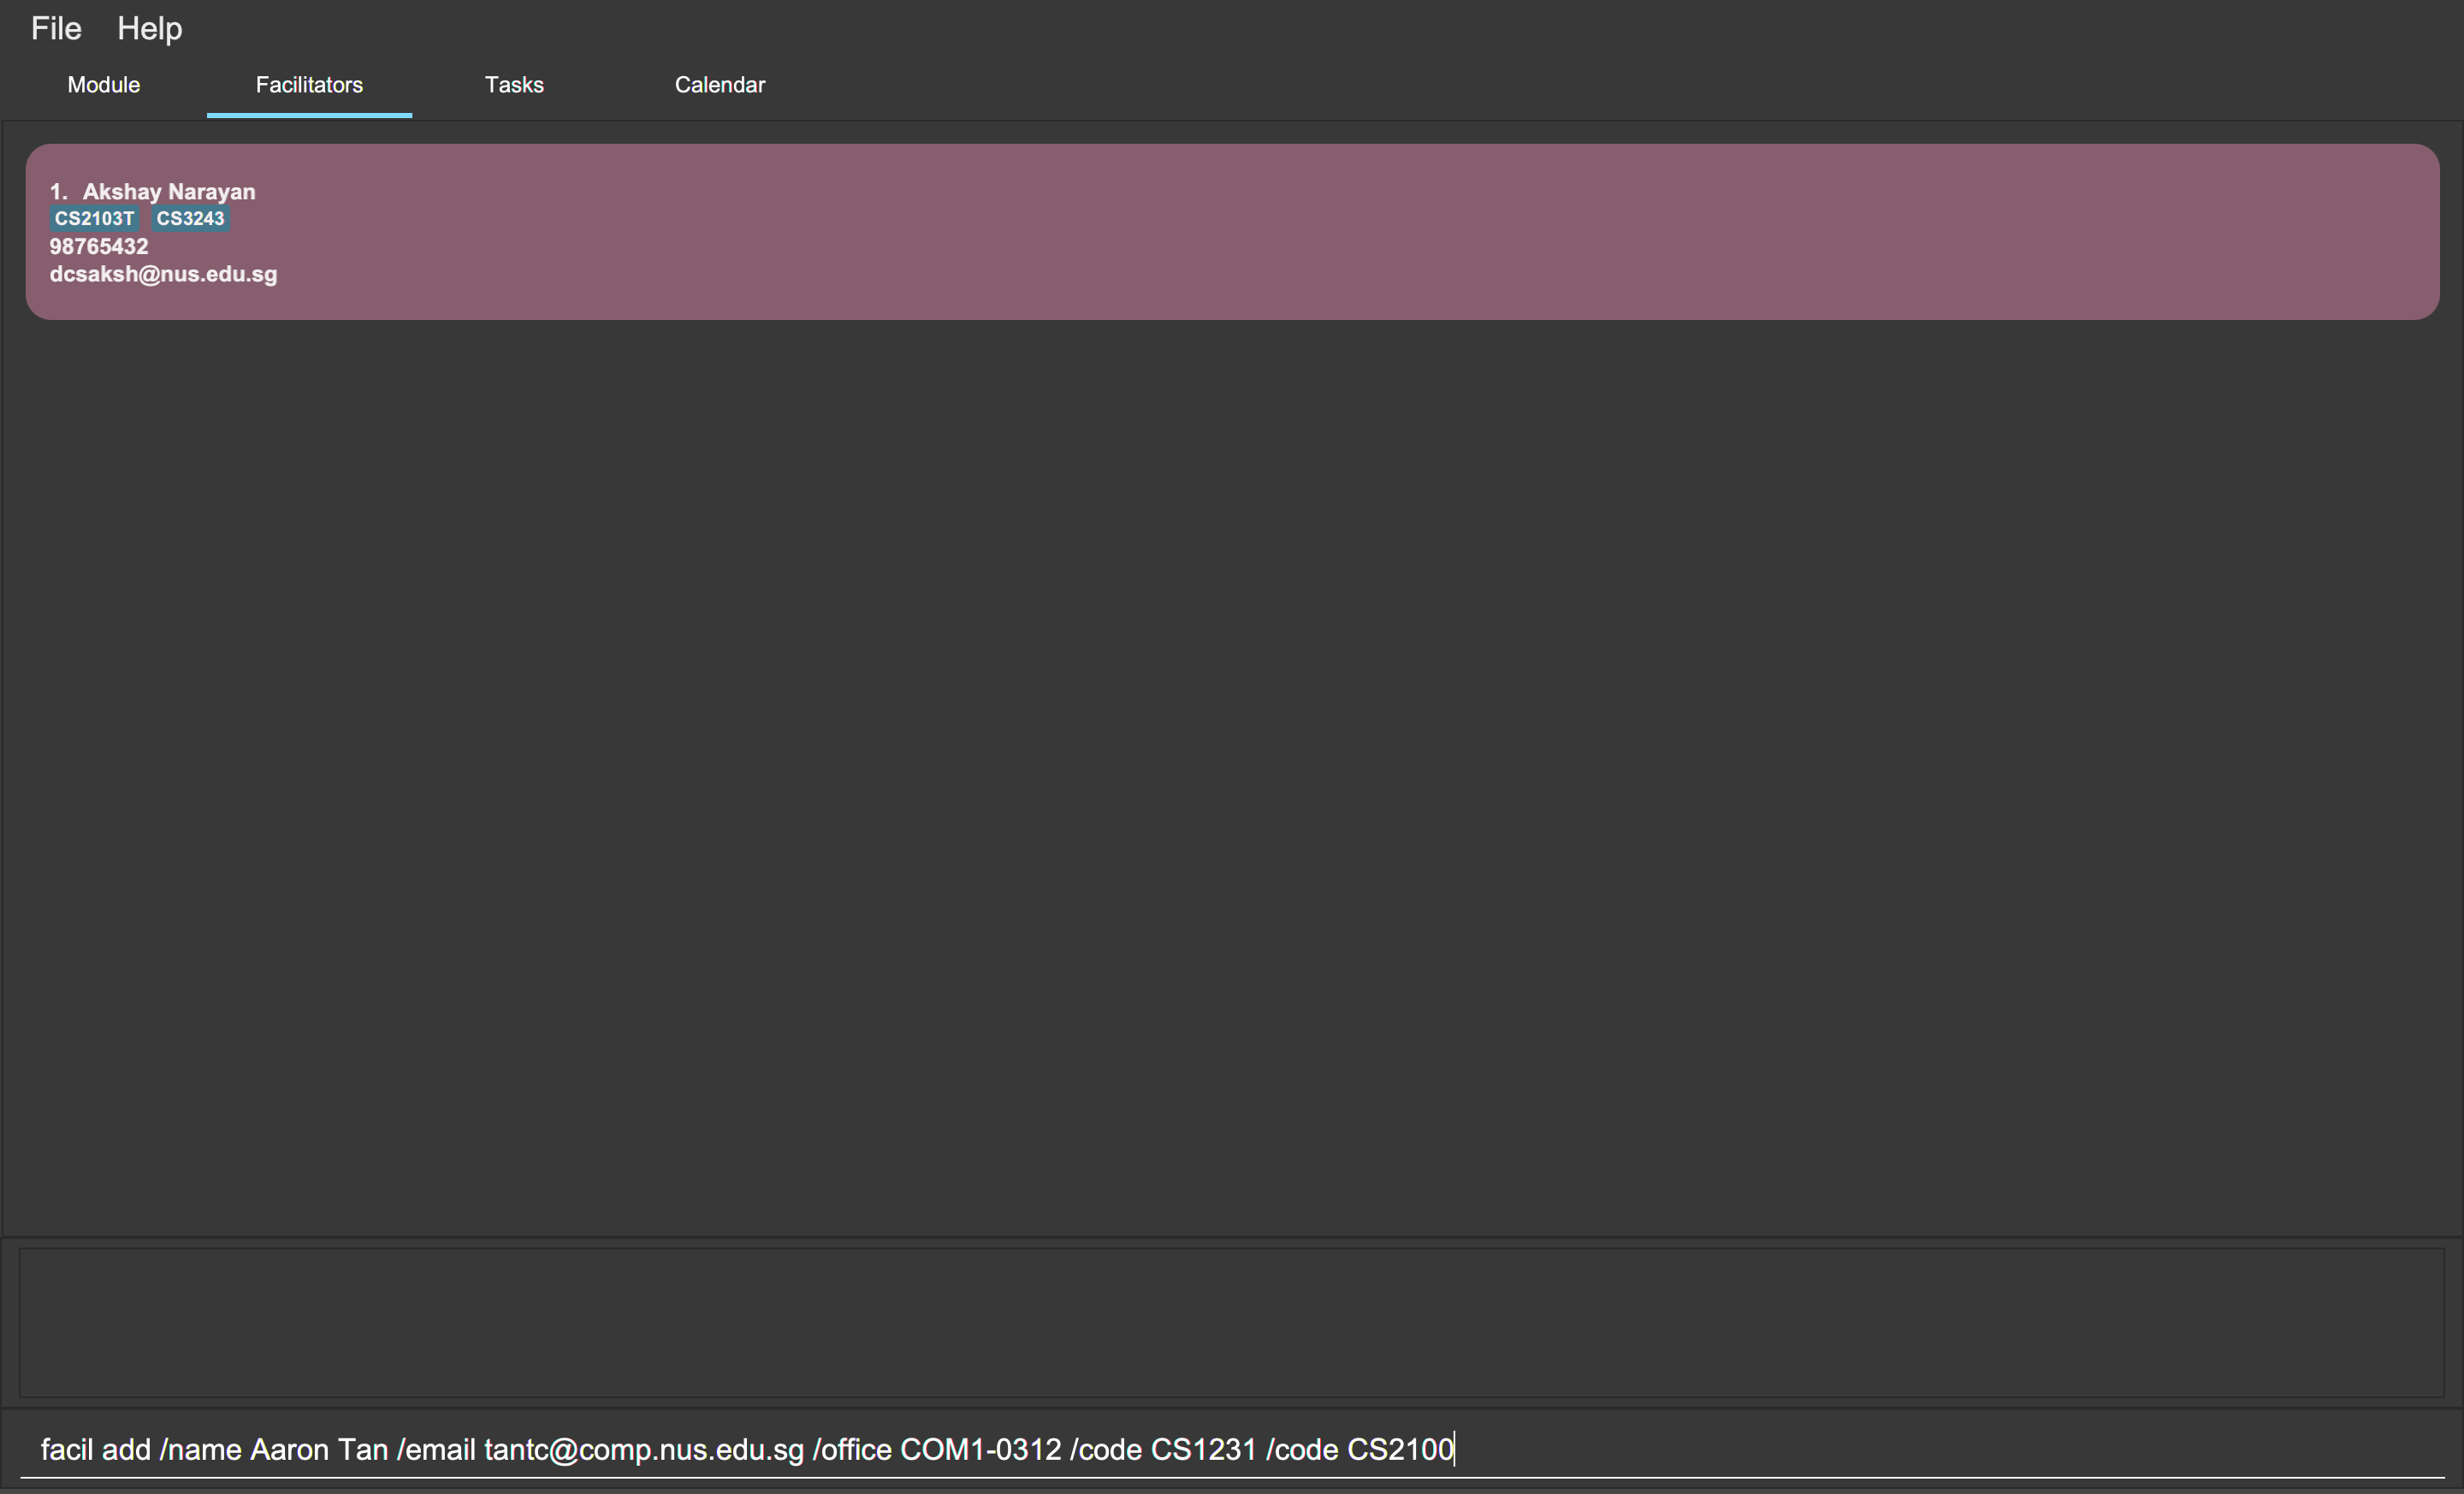 File Help
Module Facilitators Tasks Calendar
1. Akshay Narayan
CS2103T CS3243
98765432
dcsaksh@nus.edu.sg
facil add /name Aaron Tan /email tantc@comp.nus.edu.sg /office COM1-0312 /code CS1231 /code CS2100